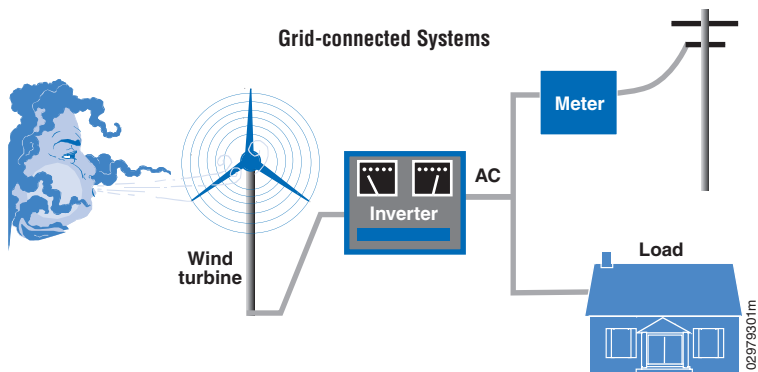 Grid-connected Systems
Wind
turbine
Inverter
AC
Meter
Load
02979301m